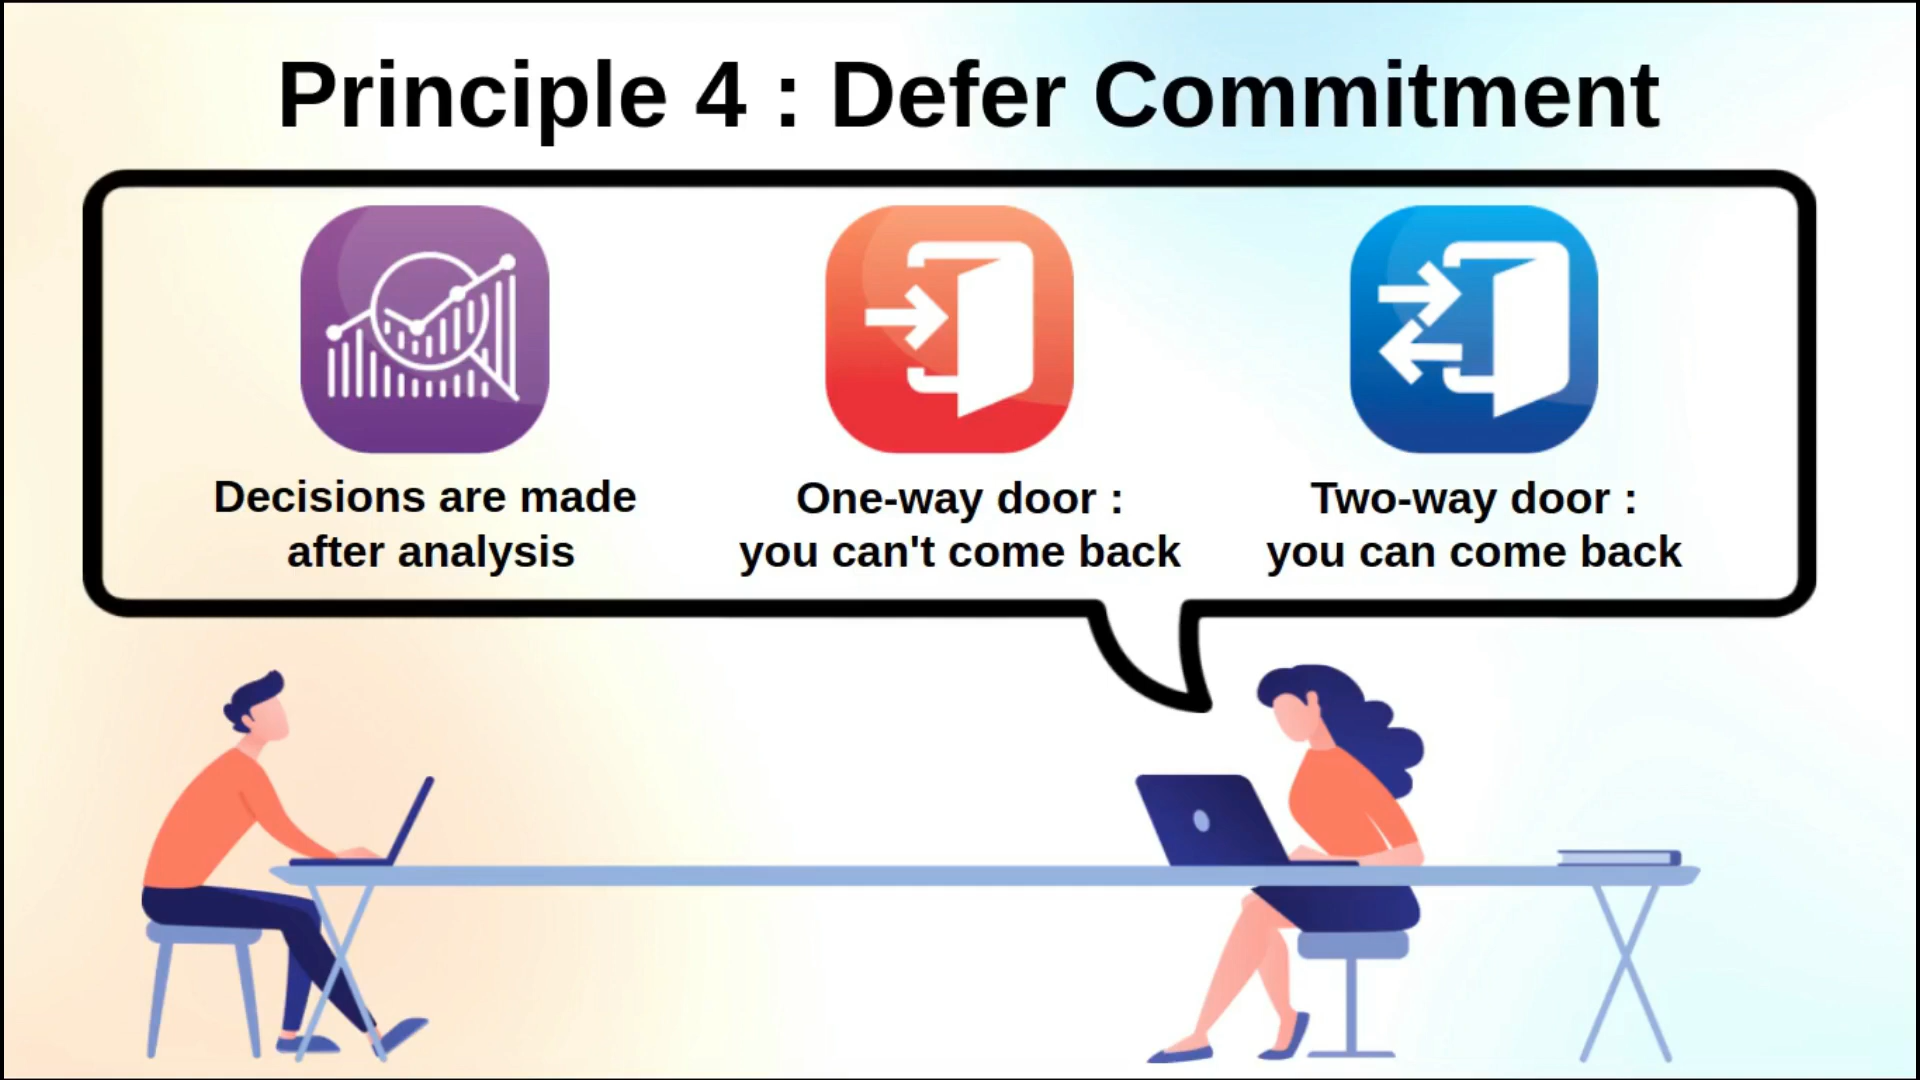 Principle 4 : Defer Commitment
Decisions are made
after analysis
One-way door :
you can't come back
Two-way door :
you can come back